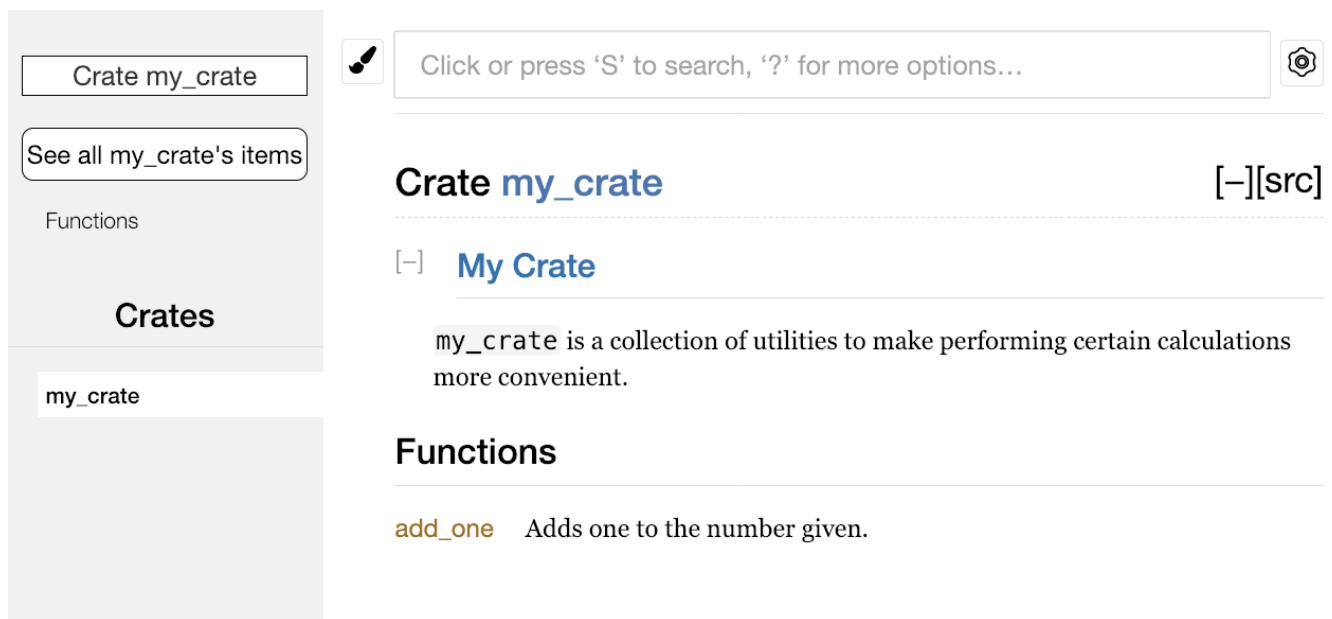 Crate my_crate
See all my_crate's items
Functions
Crates
my_crate
Click or press ‘S’ to search, ‘?’ for more options…
Crate my_crate
[−][src]
[−]
My Crate
my_crate is a collection of utilities to make performing certain calculations
more convenient.
Functions
add_one Adds one to the number given.